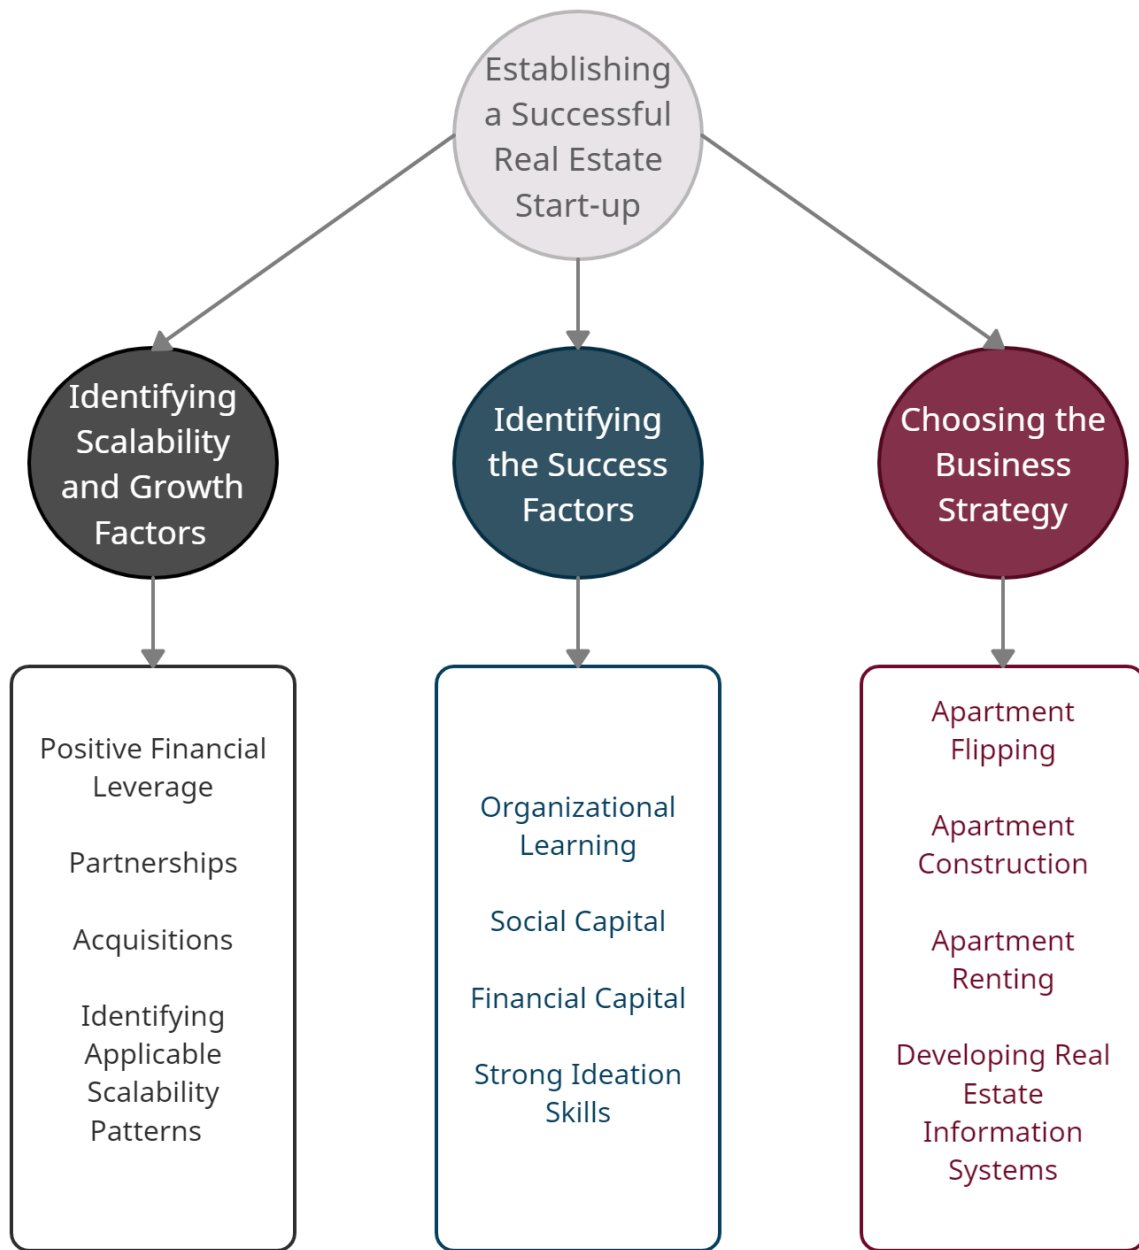 Establishing
a Successful
Real Estate
Start-up
Identifying
Scalability
and Growth
Factors
Identifying
the Success
Factors
Choosing the
Business
Strategy
Positive Financial
Leverage
Partnerships
Acquisitions
Identifying
Applicable
Scalability
Patterns
Organizational
Learning
Social Capital
Financial Capital
Strong Ideation
Skills
Apartment
Flipping
Apartment
Construction
Apartment
Renting
Developing Real
Estate
Information
Systems